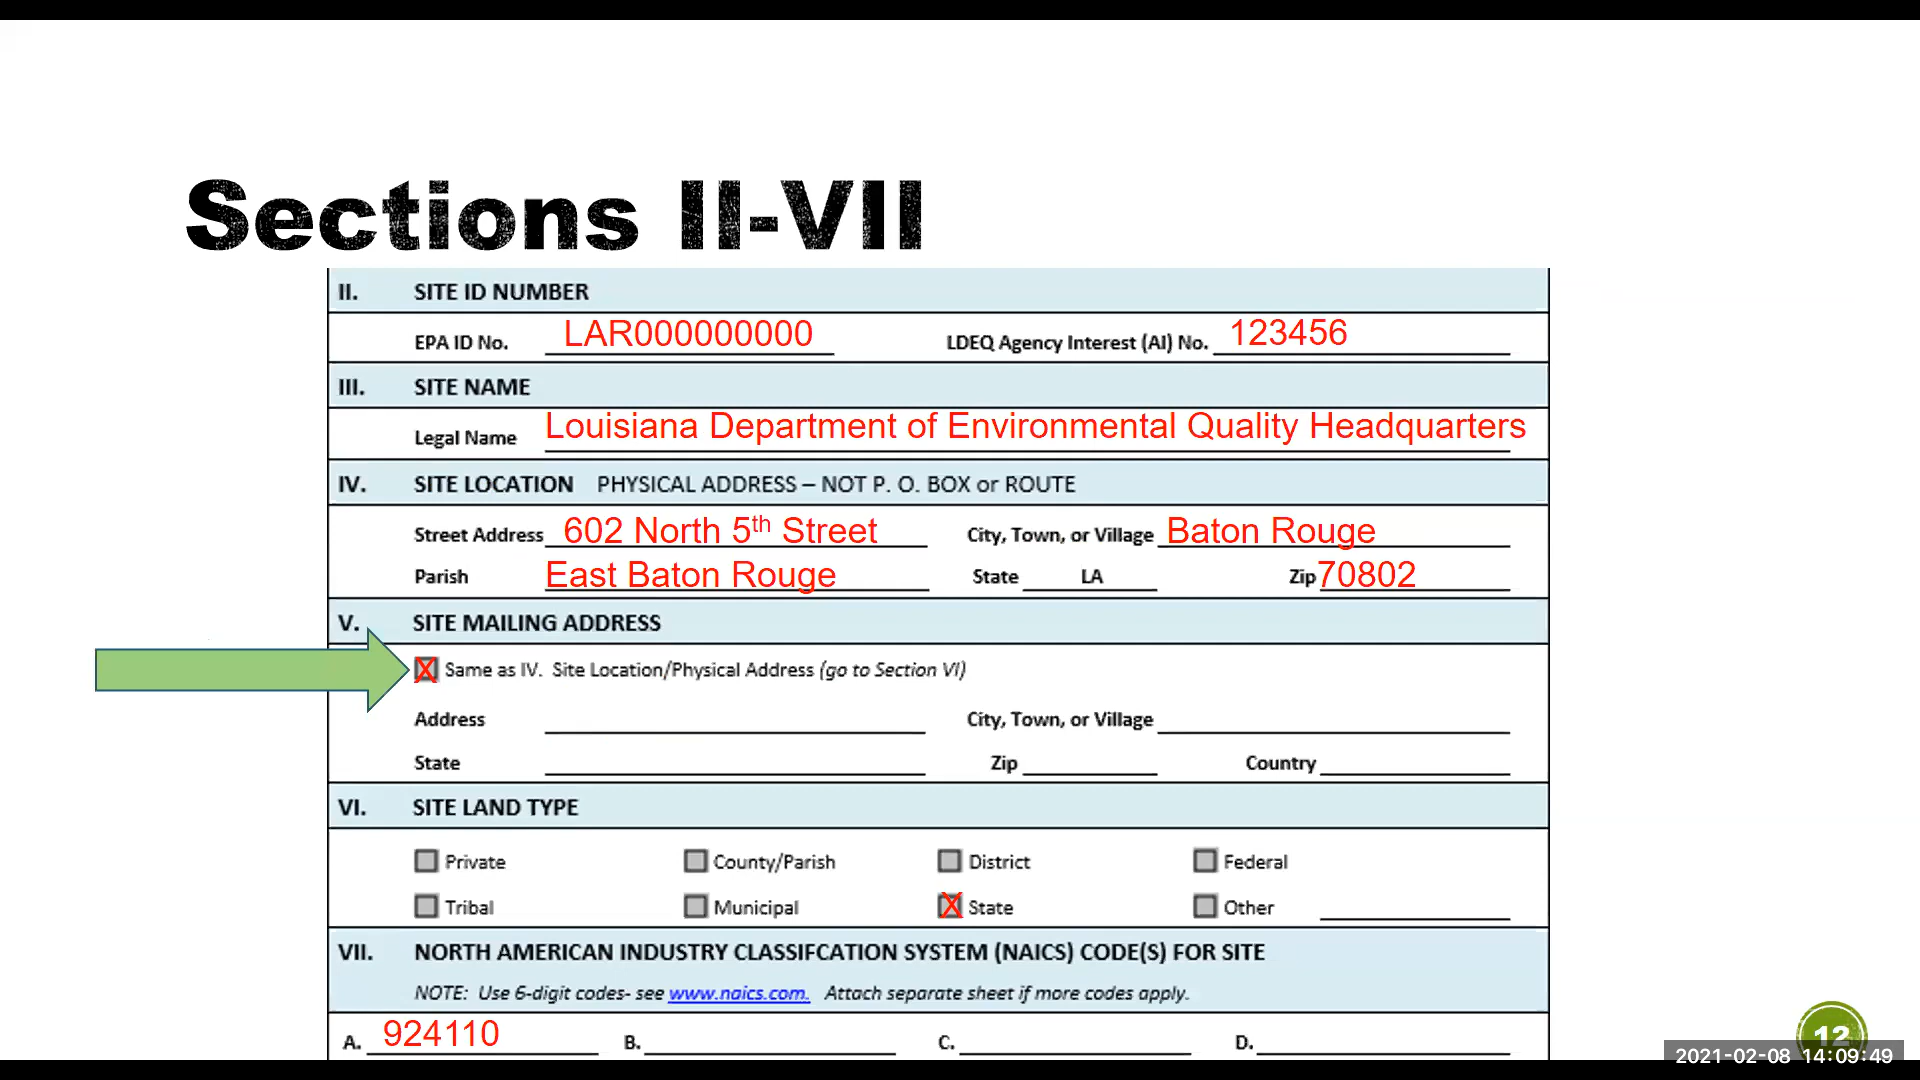 Sections II-VII
II. SITE ID NUMBER
EPA ID No. LAR000000000 LDEQ Agency Interest (AI) No. 123456
III. SITE NAME
Legal Name Louisiana Department of Environmental Quality Headquarters
IV. SITE LOCATION PHYSICAL ADDRESS – NOT P. O. BOX or ROUTE
Street Address 602 North 5th Street City, Town, or Village Baton Rouge
Parish East Baton Rouge State LA Zip 70802
V. SITE MAILING ADDRESS
X Same as IV. Site Location/Physical Address (go to Section VI)
Address City, Town, or Village
State Zip Country
VI. SITE LAND TYPE
Private County/Parish District Federal
Tribal Municipal X State Other
VII. NORTH AMERICAN INDUSTRY CLASSIFCATION SYSTEM (NAICS) CODE(S) FOR SITE
NOTE: Use 6-digit codes- see www.naics.com. Attach separate sheet if more codes apply.
A. 924110 B. C. D.
12
2021-02-08 14:09:49